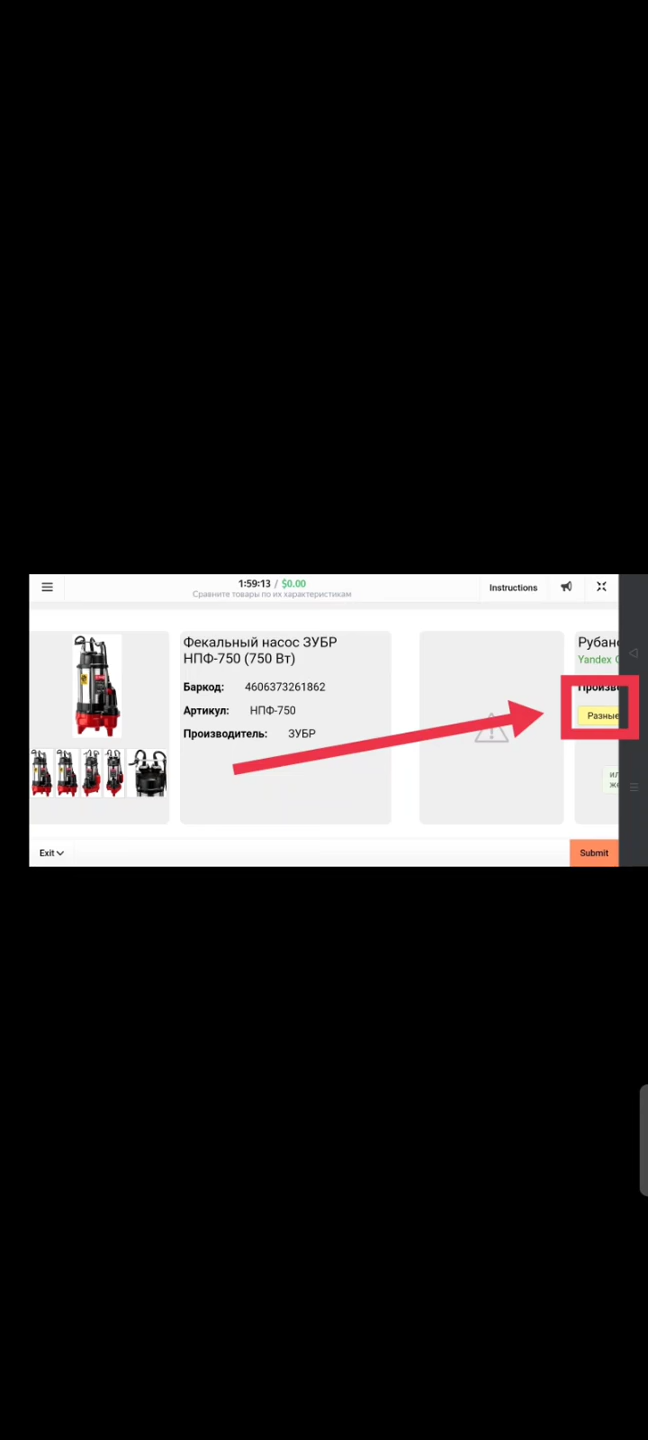 1:59:13 / $0.00
Сравните товары по их характеристикам
Instructions
Фекальный насос ЗУБР
НПФ-750 (750 Вт)
Баркод: 4606373261862
Артикул: НПФ-750
Производитель: ЗУБР
Yandex
Разные
Exit
Submit